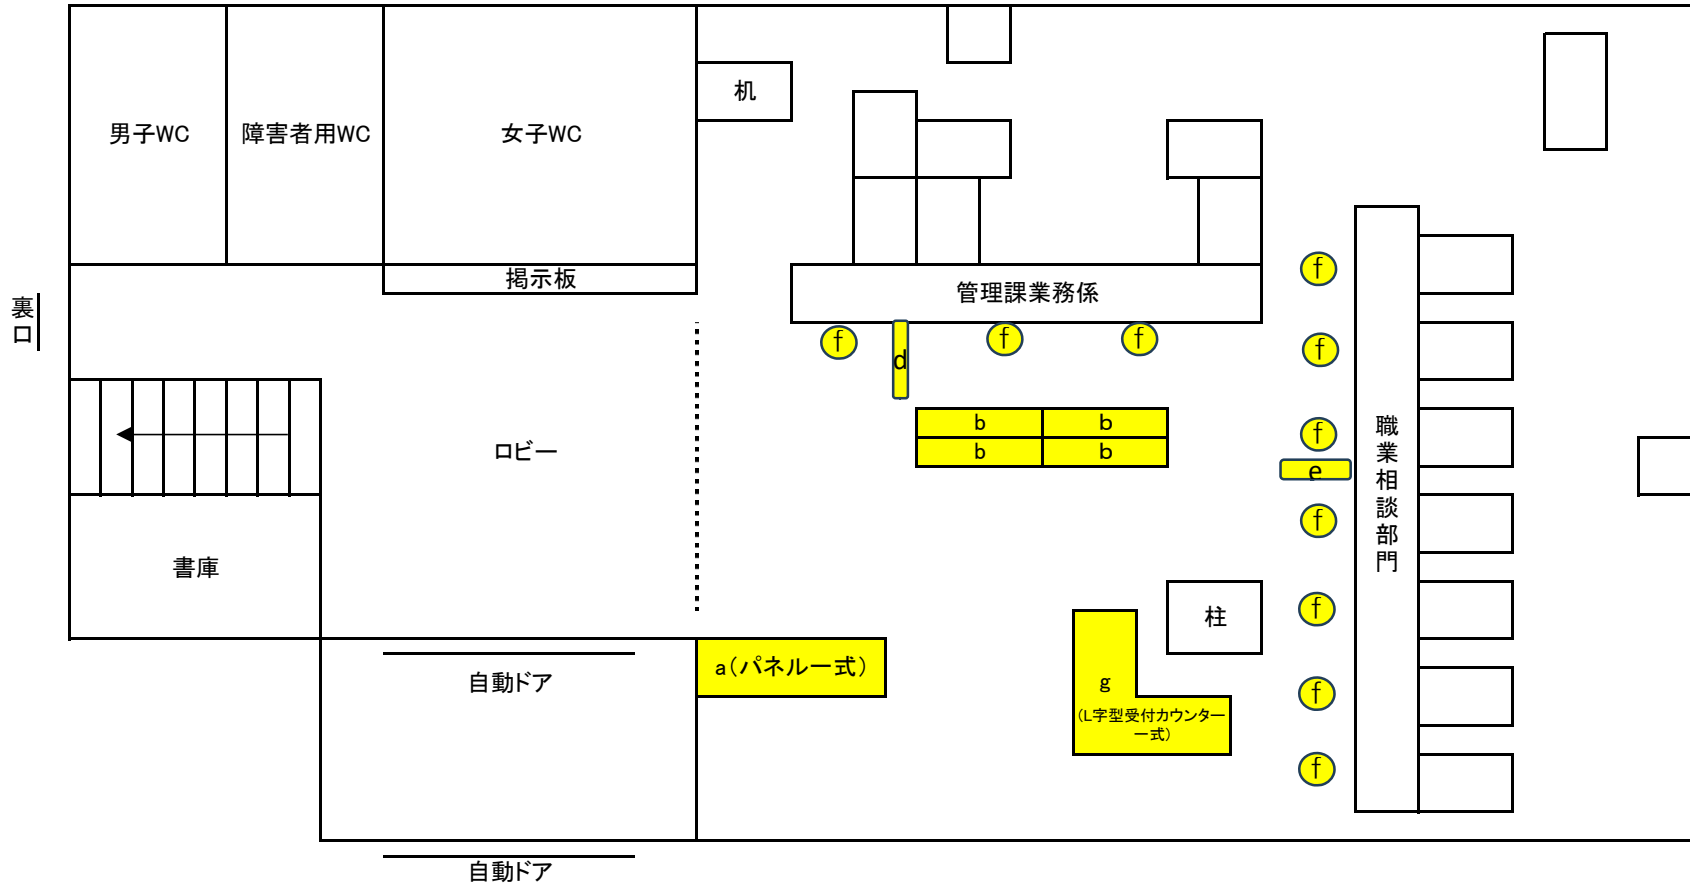 机
男子WC
障害者用WC
女子WC
掲示板
管理課業務係
裏口
f
f
f
f
f
d
b
b
b
b
ロビー
f
e
f
職業相談部門
書庫
柱
f
自動ドア
a(パネル一式)
g
(L字型受付カウンター
一式)
f
f
自動ドア